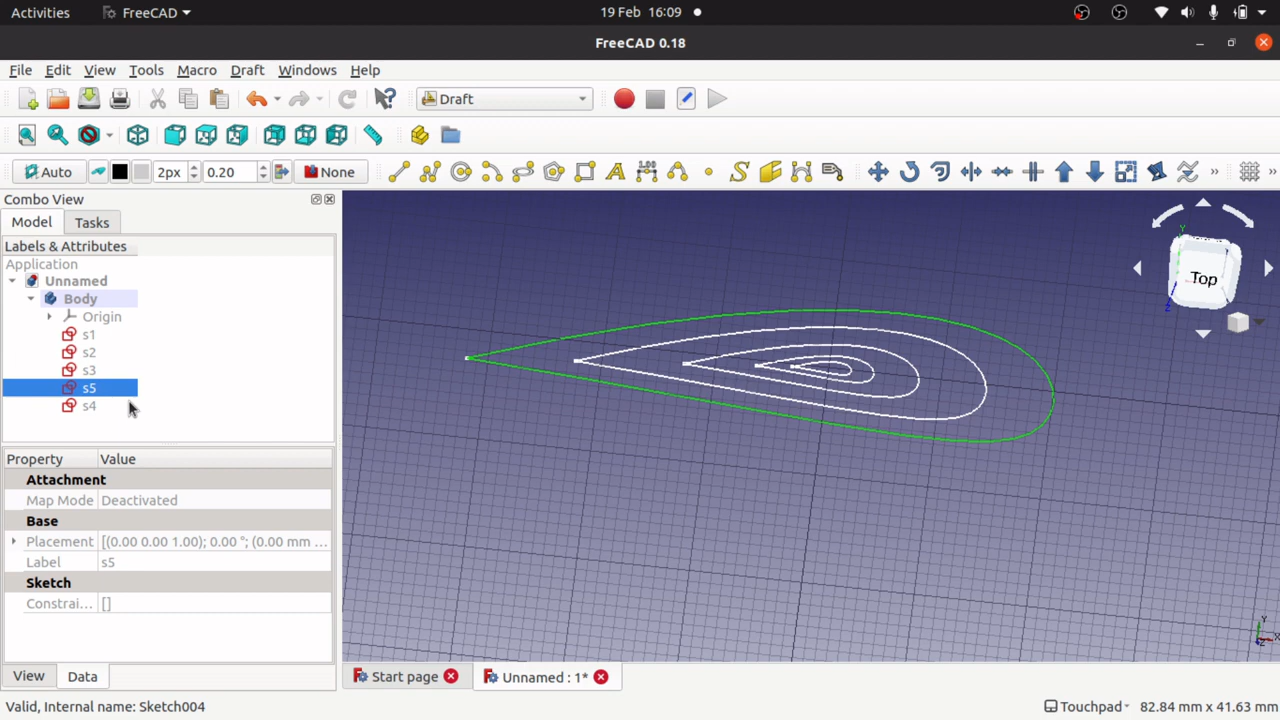 Activities FreeCAD 19 Feb 16:09
FreeCAD 0.18
File Edit View Tools Macro Draft Windows Help
Draft
Auto 2px 0.20 None
Combo View
Model Tasks
Labels & Attributes
Application
Unnamed
Body
Origin
s1
s2
s3
s5
s4
Property Value
Attachment
Map Mode Deactivated
Base
Placement [(0.00 0.00 1.00); 0.00 °; (0.00 mm ...
Label s5
Sketch
Constrai... []
View Data
Top
Start page Unnamed : 1*
Valid, Internal name: Sketch004 Touchpad 82.84 mm x 41.63 mm